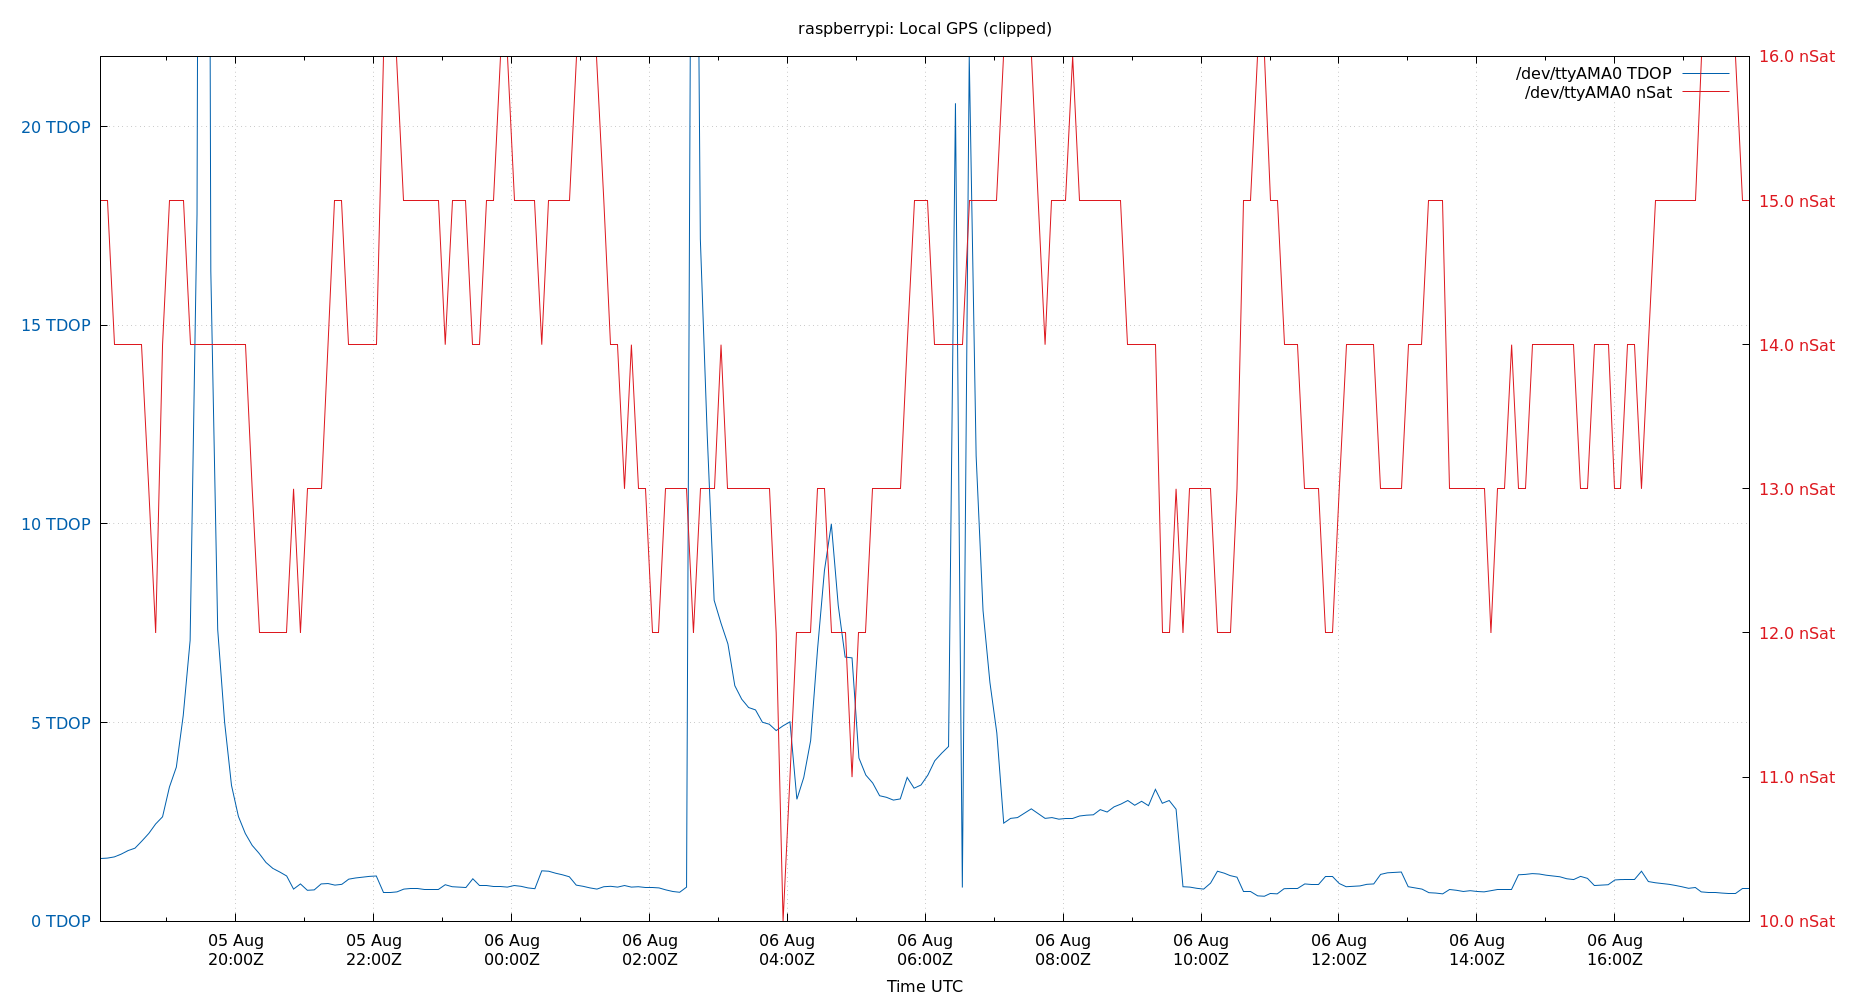 raspberrypi: Local GPS (clipped)
/dev/ttyAMA0 TDOP
/dev/ttyAMA0 nSat
20 TDOP
15 TDOP
10 TDOP
5 TDOP
0 TDOP
16.0 nSat
15.0 nSat
14.0 nSat
13.0 nSat
12.0 nSat
11.0 nSat
10.0 nSat
05 Aug 05 Aug 06 Aug 06 Aug 06 Aug 06 Aug 06 Aug 06 Aug 06 Aug 06 Aug 06 Aug
20:00Z 22:00Z 00:00Z 02:00Z 04:00Z 06:00Z 08:00Z 10:00Z 12:00Z 14:00Z 16:00Z
Time UTC